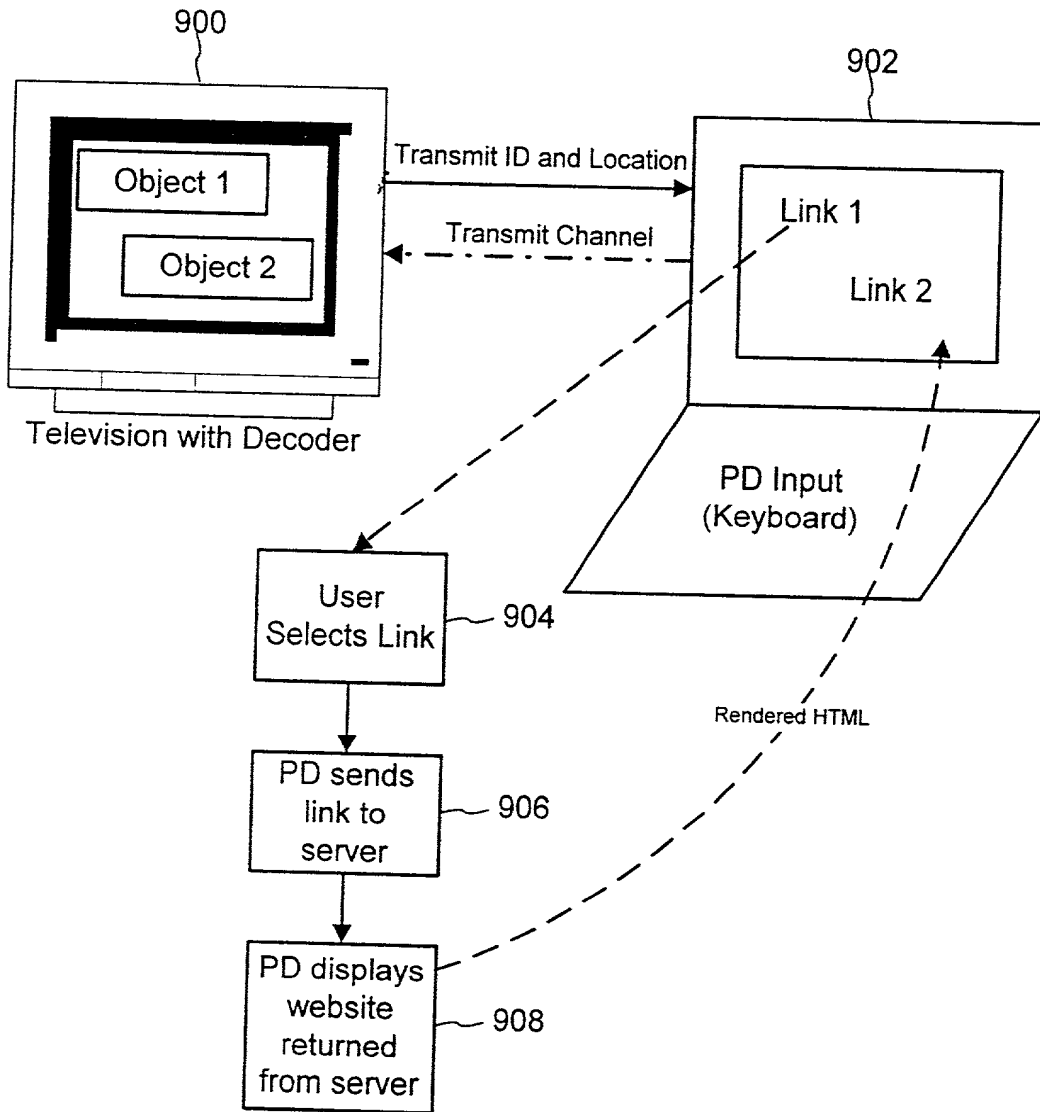 900
902
Object 1
Object 2
Transmit ID and Location
Transmit Channel
Link 1
Link 2
Television with Decoder
PD Input
(Keyboard)
User
Selects Link
904
Rendered HTML
PD sends
link to
server
906
PD displays
website
returned
from server
908